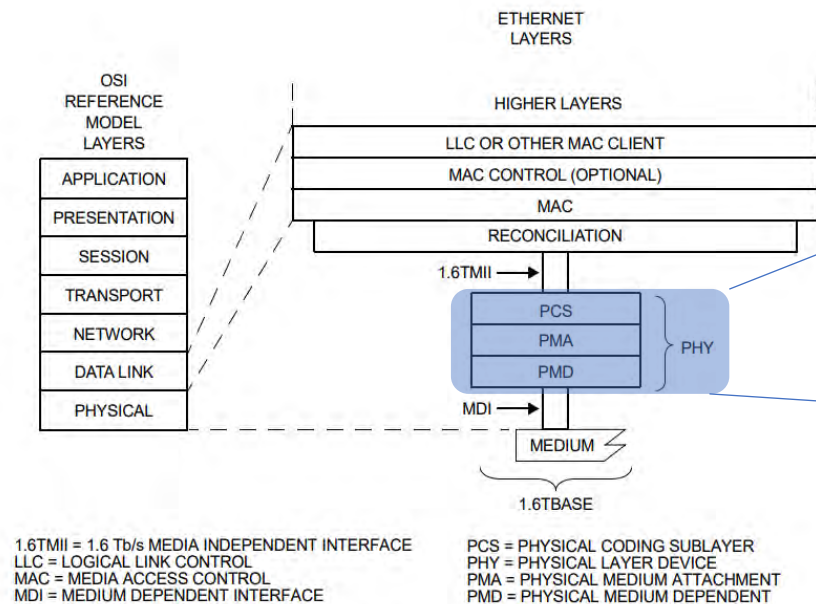 ETHERNET
LAYERS
OSI
REFERENCE
MODEL
LAYERS
APPLICATION
PRESENTATION
SESSION
TRANSPORT
NETWORK
DATA LINK
PHYSICAL
HIGHER LAYERS
LLC OR OTHER MAC CLIENT
MAC CONTROL (OPTIONAL)
MAC
RECONCILIATION
1.6TMII
PCS
PMA
PMD
PHY
MDI
MEDIUM
1.6TBASE
1.6TMII = 1.6 Tb/s MEDIA INDEPENDENT INTERFACE
LLC = LOGICAL LINK CONTROL
MAC = MEDIA ACCESS CONTROL
MDI = MEDIUM DEPENDENT INTERFACE
PCS = PHYSICAL CODING SUBLAYER
PHY = PHYSICAL LAYER DEVICE
PMA = PHYSICAL MEDIUM ATTACHMENT
PMD = PHYSICAL MEDIUM DEPENDENT